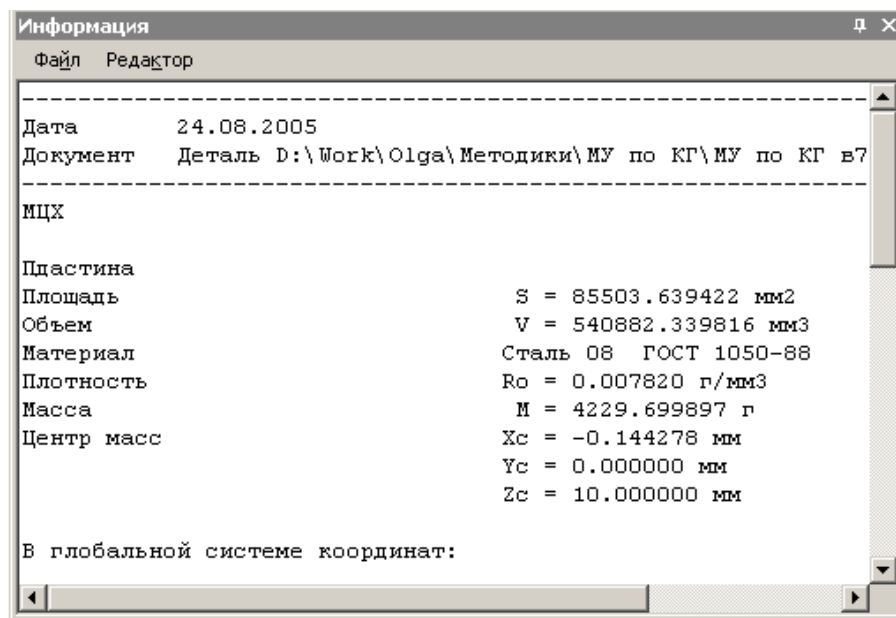 Информация
Файл Редактор
Дата 24.08.2005
Документ Деталь D:\Work\Olga\Методики\МУ по КГ\МУ по КГ в7
МЦХ
Пдастина
Площадь S = 85503.639422 мм2
Объем V = 540882.339816 мм3
Материал Сталь 08 ГОСТ 1050-88
Плотность Ro = 0.007820 г/мм3
Масса M = 4229.699897 г
Центр масс Xc = -0.144278 мм
Yc = 0.000000 мм
Zc = 10.000000 мм
В глобальной системе координат: